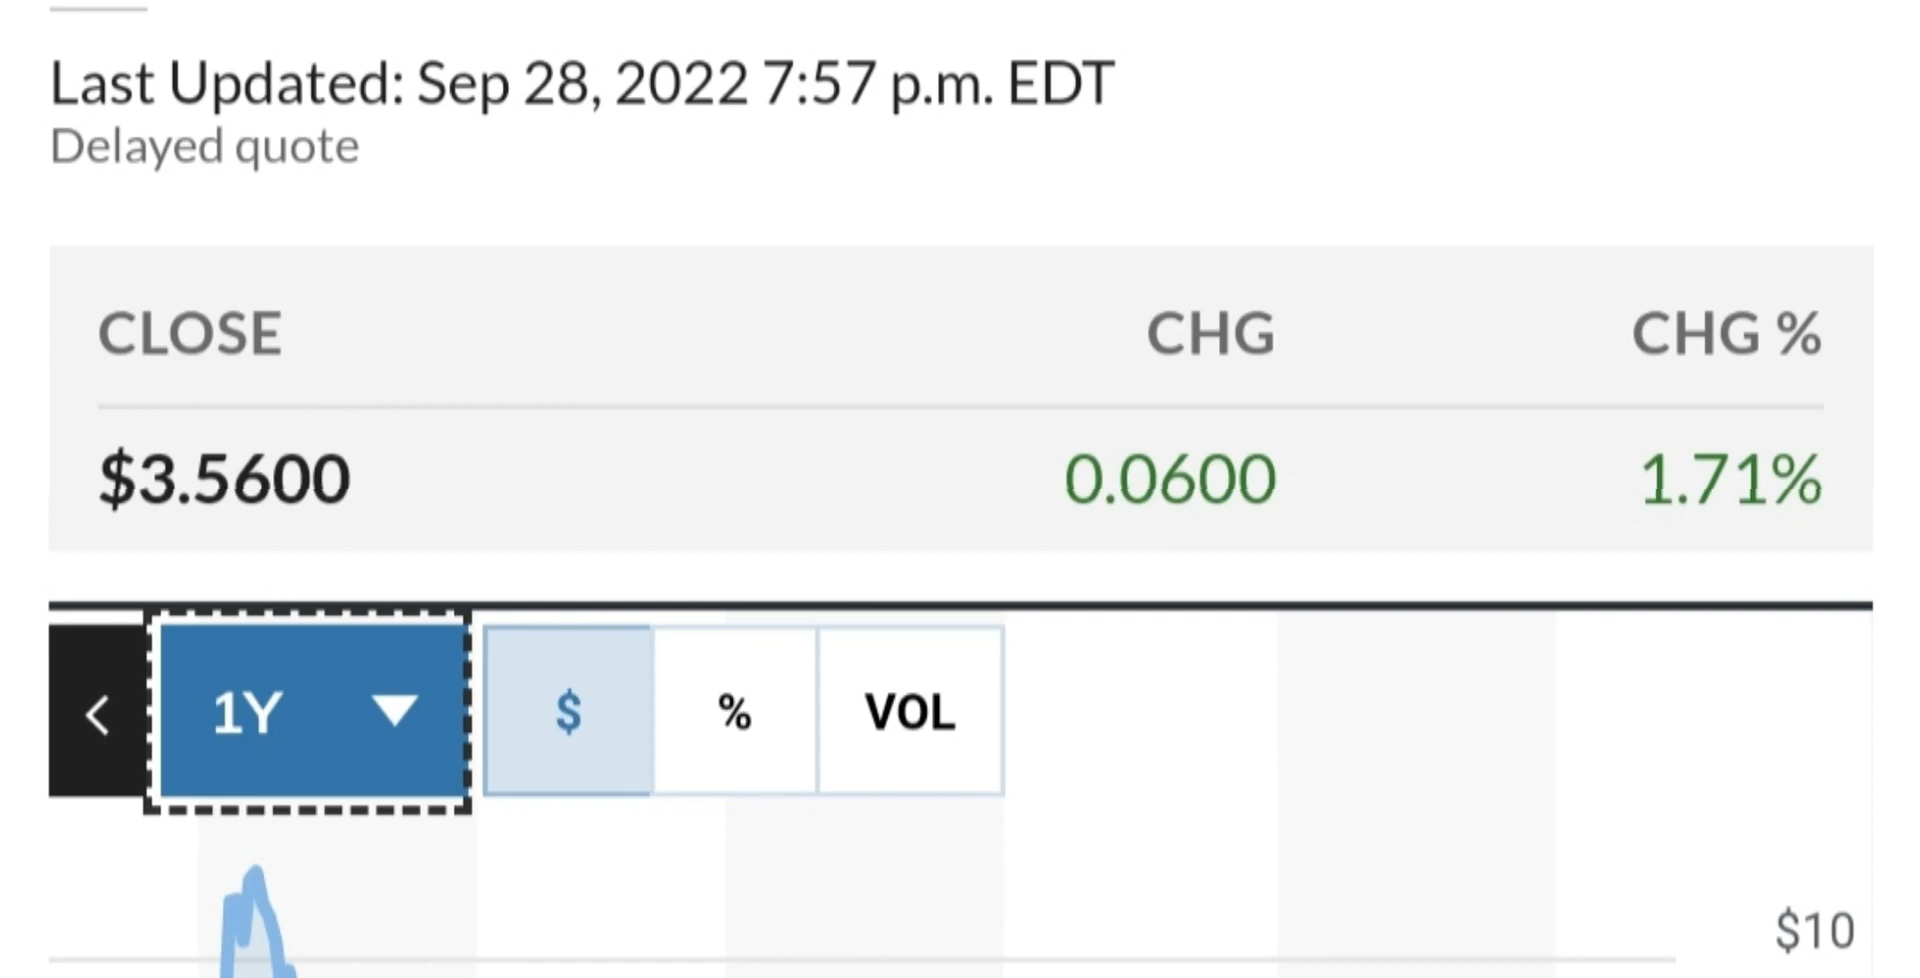 Last Updated: Sep 28, 2022 7:57 p.m. EDT
Delayed quote
CLOSE CHG CHG %
$3.5600 0.0600 1.71%
< 1Y $ % VOL
$10